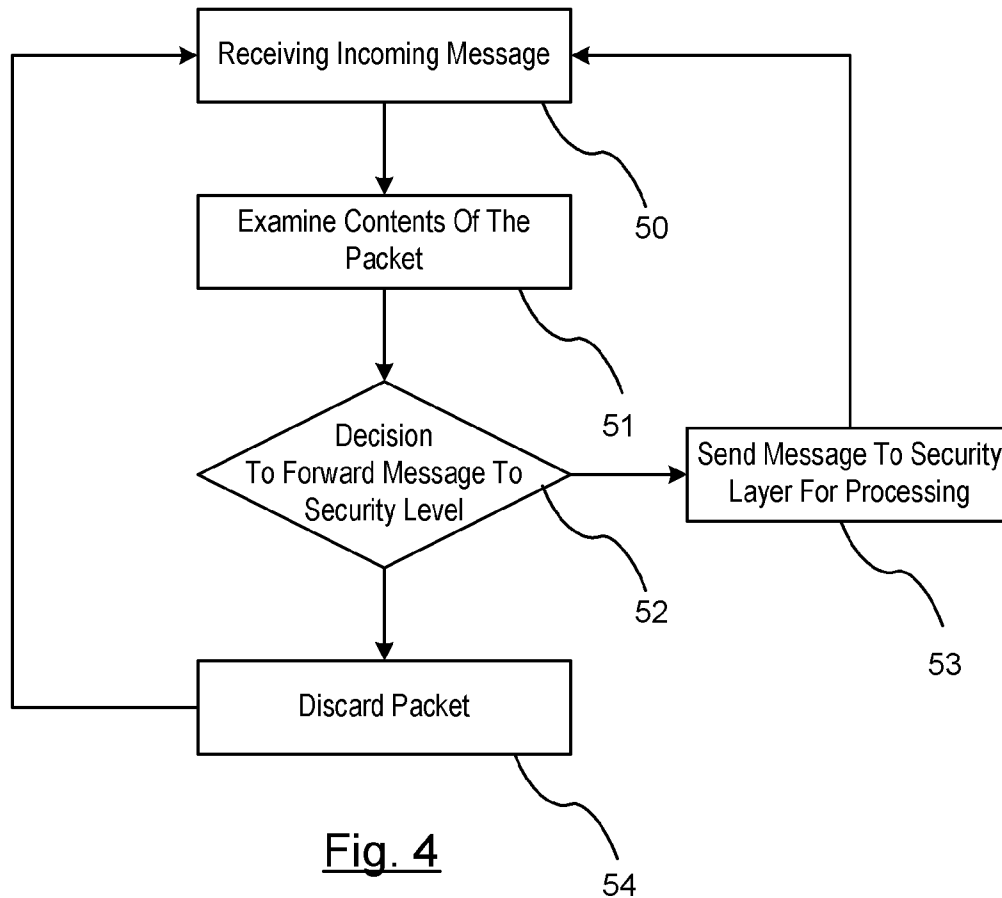 Receiving Incoming Message
50
Examine Contents Of The
Packet
51
Decision
To Forward Message To
Security Level
52
Send Message To Security
Layer For Processing
53
Discard Packet
54
Fig. 4